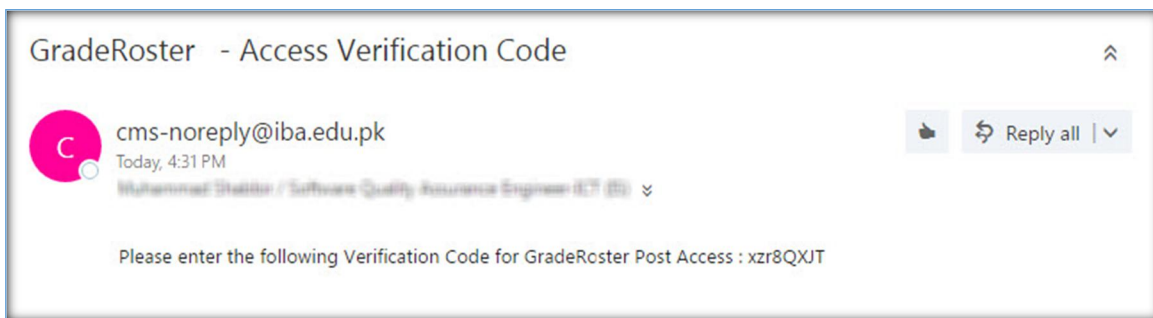 GradeRoster - Access Verification Code
C
cms-noreply@iba.edu.pk
Reply all
Today, 4:31 PM
Please enter the following Verification Code for GradeRoster Post Access : xzr8QXJT